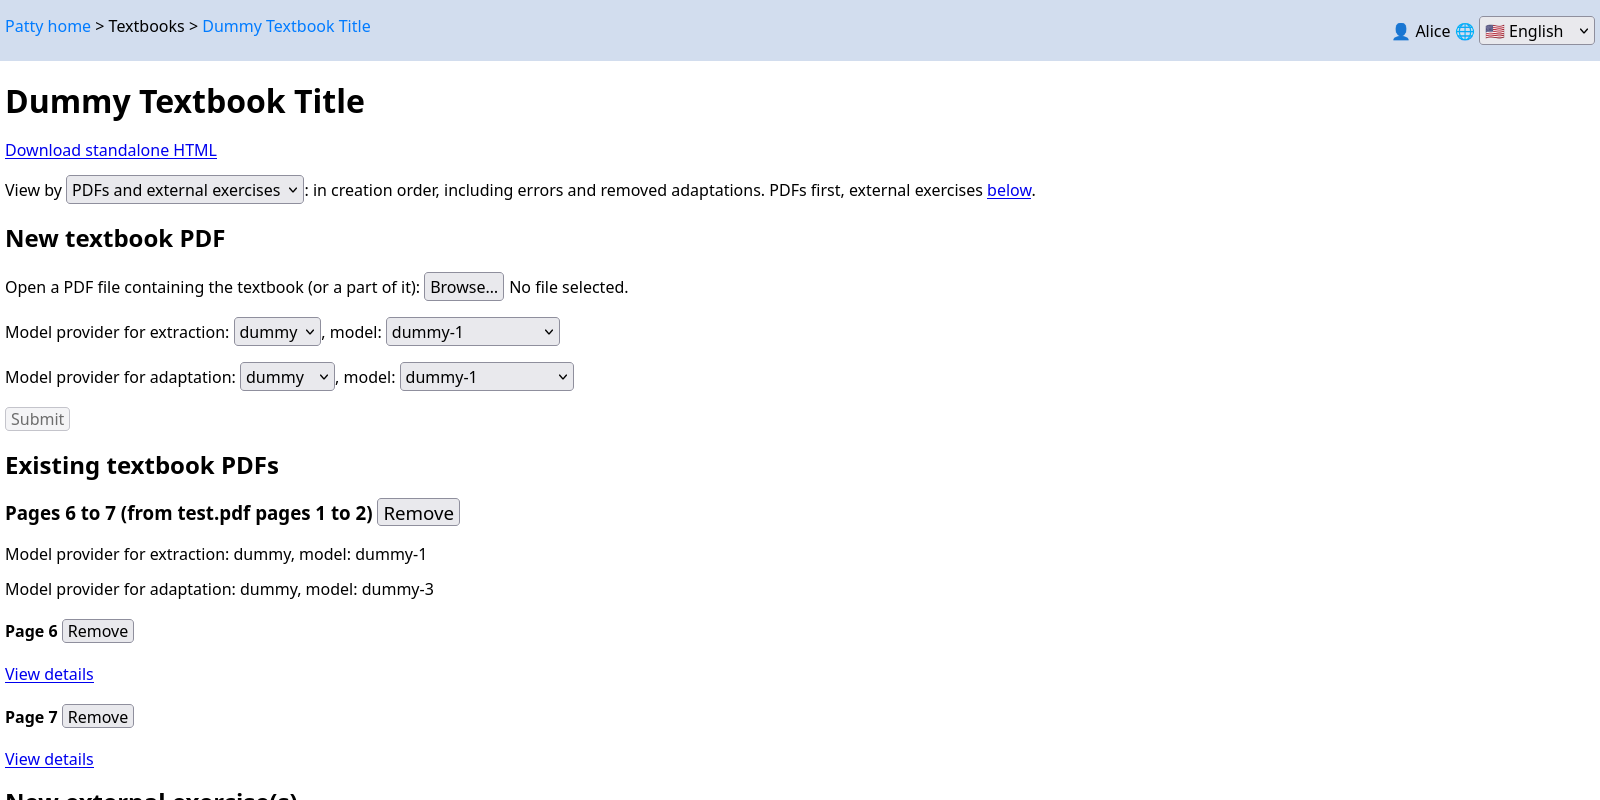 Patty home > Textbooks > Dummy Textbook Title
Alice English
Dummy Textbook Title
Download standalone HTML
View by PDFs and external exercises : in creation order, including errors and removed adaptations. PDFs first, external exercises below.
New textbook PDF
Open a PDF file containing the textbook (or a part of it): Browse... No file selected.
Model provider for extraction: dummy , model: dummy-1
Model provider for adaptation: dummy , model: dummy-1
Submit
Existing textbook PDFs
Pages 6 to 7 (from test.pdf pages 1 to 2) Remove
Model provider for extraction: dummy, model: dummy-1
Model provider for adaptation: dummy, model: dummy-3
Page 6 Remove
View details
Page 7 Remove
View details
New external exercise(s)